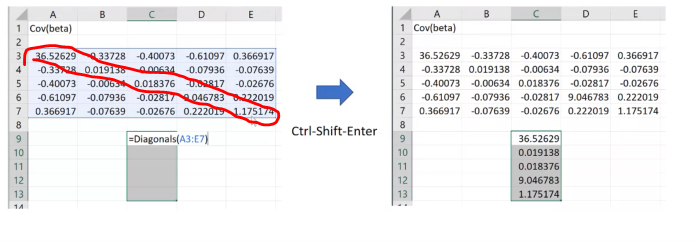 A B C D E
1 Cov(beta)
2
3 36.52629 -0.33728 -0.40073 -0.61097 0.366917
4 -0.33728 0.019138 -0.00634 -0.07936 -0.07639
5 -0.40073 -0.00634 0.018376 -0.02817 -0.02676
6 -0.61097 -0.07936 -0.02817 9.046783 0.222019
7 0.366917 -0.07639 -0.02676 0.222019 1.175174
8
9 =Diagonals(A3:E7)
10
11
12
13
14
Ctrl-Shift-Enter
A B C D E
1 Cov(beta)
2
3 36.52629 -0.33728 -0.40073 -0.61097 0.366917
4 -0.33728 0.019138 -0.00634 -0.07936 -0.07639
5 -0.40073 -0.00634 0.018376 -0.02817 -0.02676
6 -0.61097 -0.07936 -0.02817 9.046783 0.222019
7 0.366917 -0.07639 -0.02676 0.222019 1.175174
8
9 36.52629
10 0.019138
11 0.018376
12 9.046783
13 1.175174